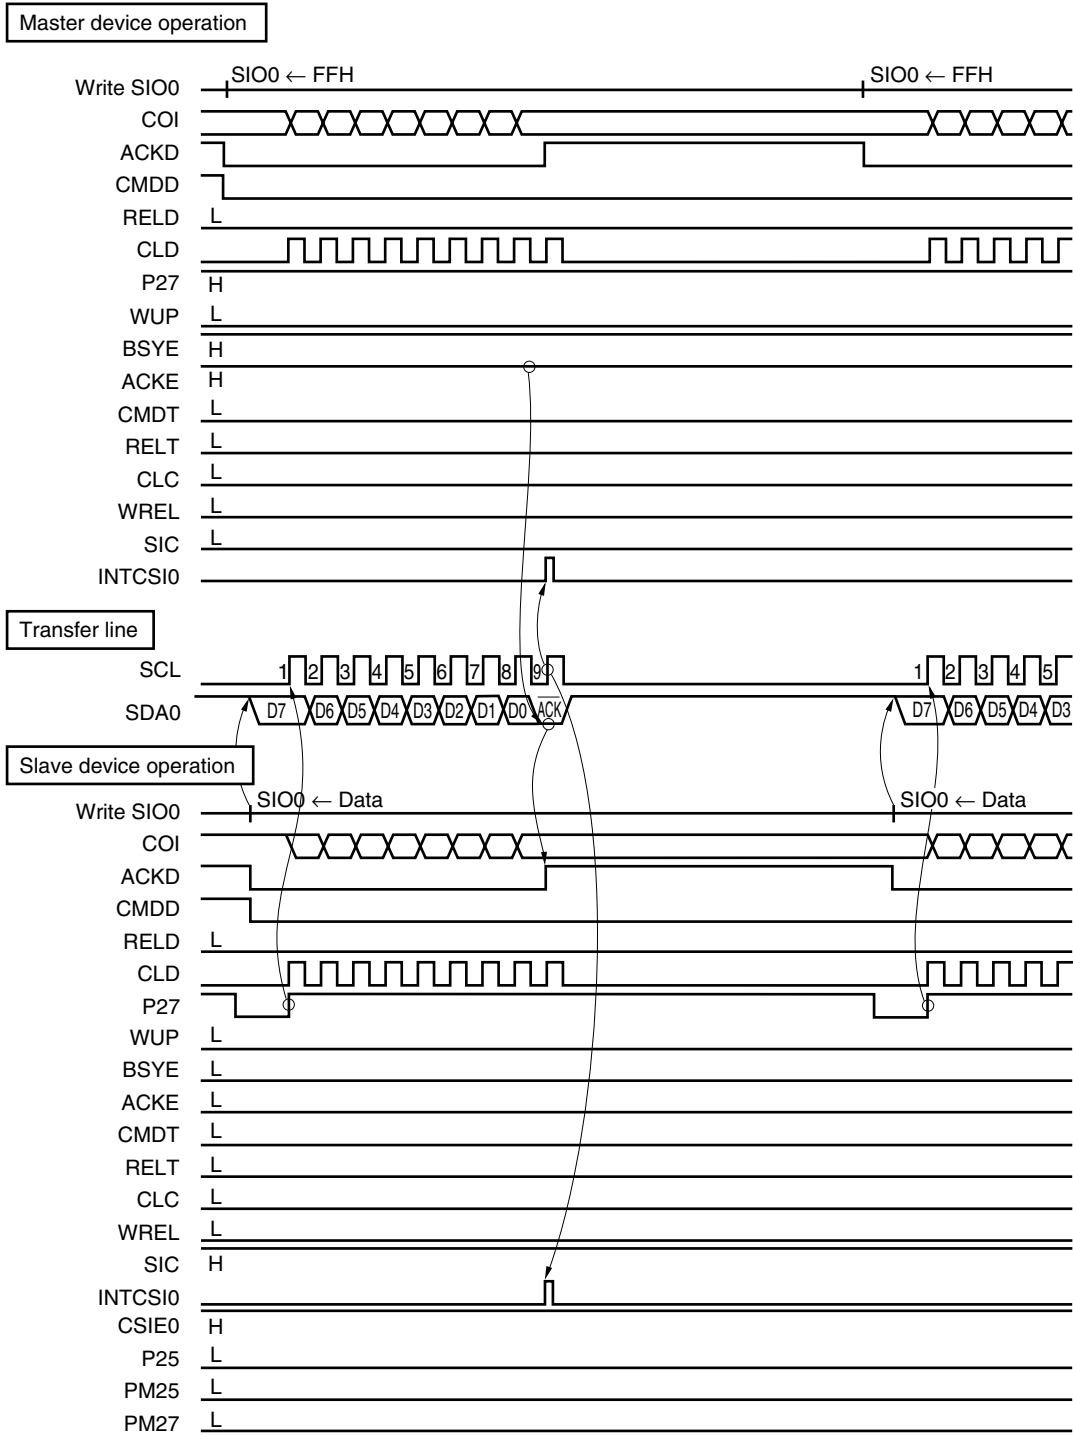 Master device operation
Write SIO0 SIO0 ← FFH SIO0 ← FFH
COI
ACKD
CMDD
RELD L
CLD
P27 H
WUP L
BSYE H
ACKE H
CMDT L
RELT L
CLC L
WREL L
SIC L
INTCSI0
Transfer line
SCL 1 2 3 4 5 6 7 8 9 1 2 3 4 5
SDA0 D7 D6 D5 D4 D3 D2 D1 D0 ACK D7 D6 D5 D4 D3
Slave device operation
Write SIO0 SIO0 ← Data SIO0 ← Data
COI
ACKD
CMDD
RELD L
CLD
P27
WUP L
BSYE L
ACKE L
CMDT L
RELT L
CLC L
WREL L
SIC H
INTCSI0
CSIE0 H
P25 L
PM25 L
PM27 L